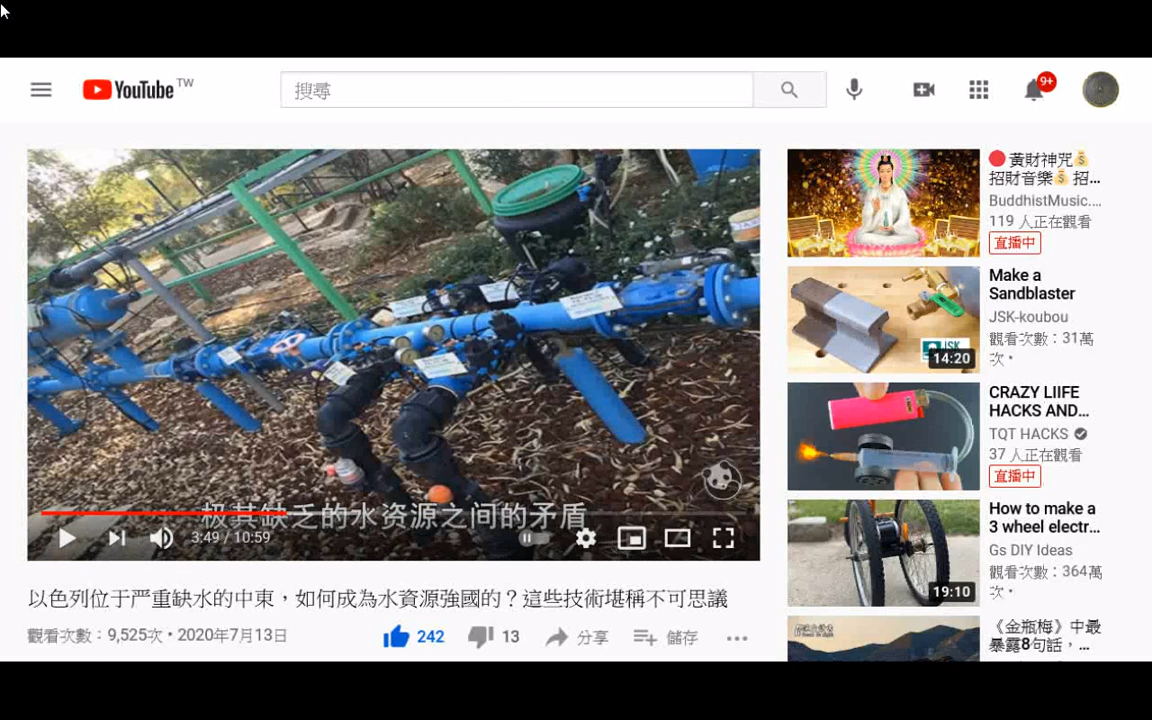 YouTube TW
搜尋
9+
极其缺乏的水资源之间的矛盾
3:49 / 10:59
以色列位于严重缺水的中東，如何成為水資源強國的？這些技術堪稱不可思議
觀看次數：9,525次 • 2020年7月13日
242
13
分享
儲存
黃財神咒
招財音樂 招...
BuddhistMusic....
119 人正在觀看
直播中
Make a
Sandblaster
JSK-koubou
觀看次數：31萬
次 •
JSK
14:20
CRAZY LIIFE
HACKS AND...
TQT HACKS
37 人正在觀看
直播中
How to make a
3 wheel electr...
Gs DIY Ideas
觀看次數：364萬
次 •
19:10
《金瓶梅》中最
暴露8句話，...